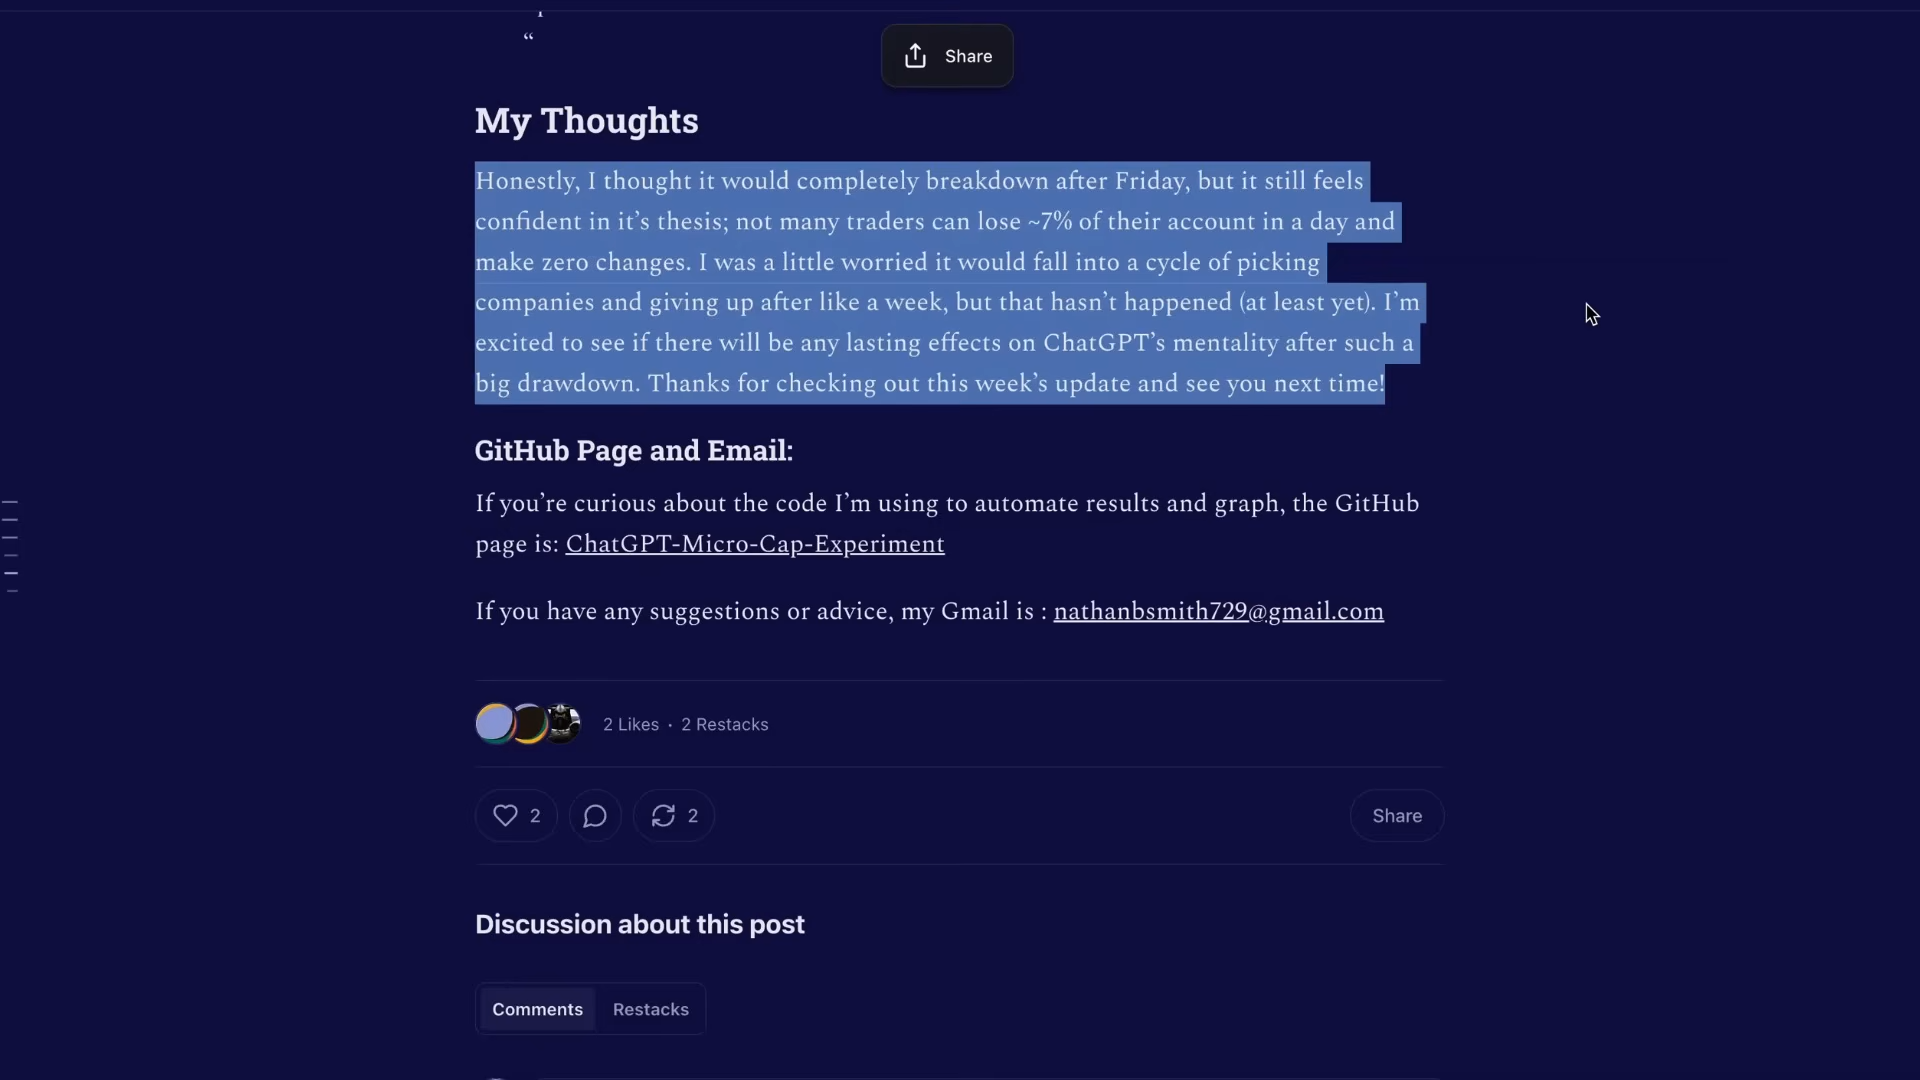 “
Share
My Thoughts
Honestly, I thought it would completely breakdown after Friday, but it still feels
confident in it’s thesis; not many traders can lose ~7% of their account in a day and
make zero changes. I was a little worried it would fall into a cycle of picking
companies and giving up after like a week, but that hasn’t happened (at least yet). I’m
excited to see if there will be any lasting effects on ChatGPT’s mentality after such a
big drawdown. Thanks for checking out this week’s update and see you next time!
GitHub Page and Email:
If you’re curious about the code I’m using to automate results and graph, the GitHub
page is: ChatGPT-Micro-Cap-Experiment
If you have any suggestions or advice, my Gmail is : nathanbsmith729@gmail.com
2 Likes · 2 Restacks
2 2 Share
Discussion about this post
Comments Restacks